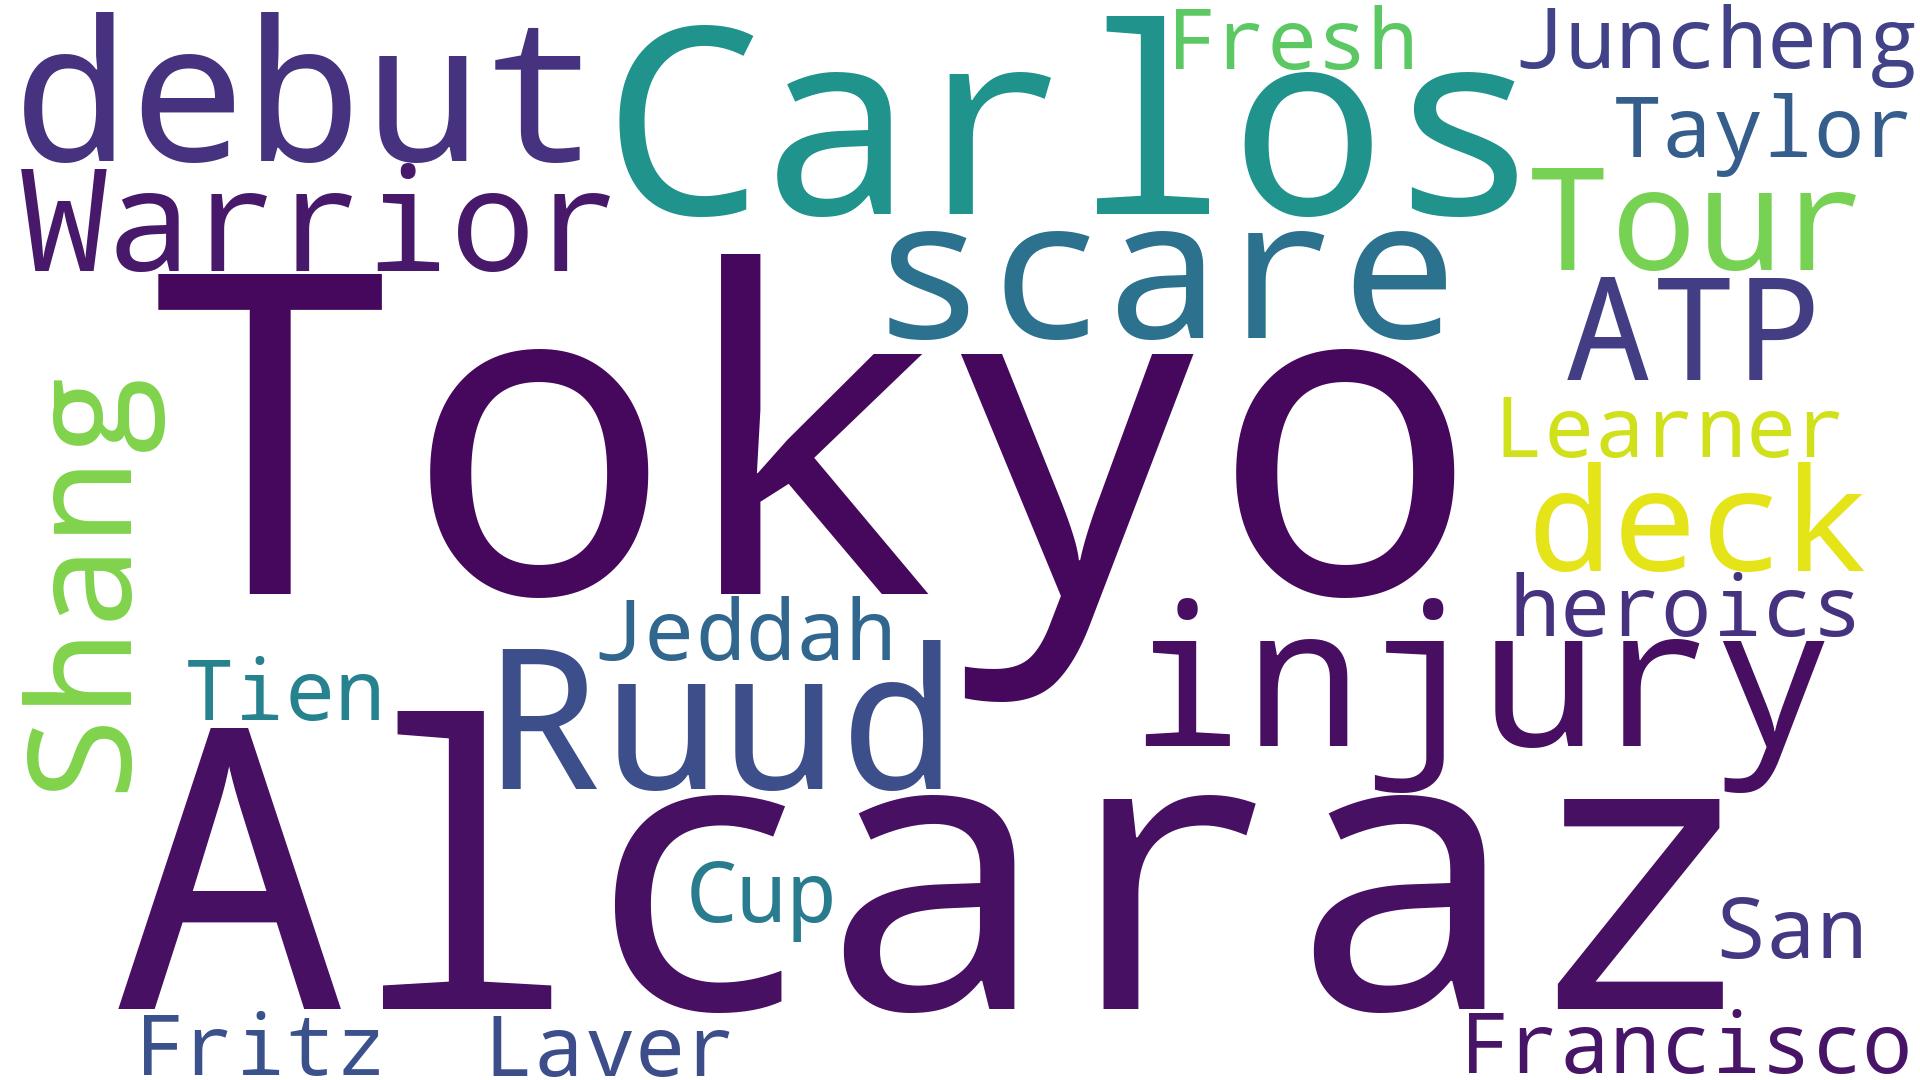 debut
Carlos
Fresh
Juncheng
Taylor
Warrior
Tour
scare
Tokyo
ATP
Shang
Learner
deck
heroics
Jeddah
injury
Tien
Ruud
Alcaraz
Cup
San
Fritz
Laver
Francisco